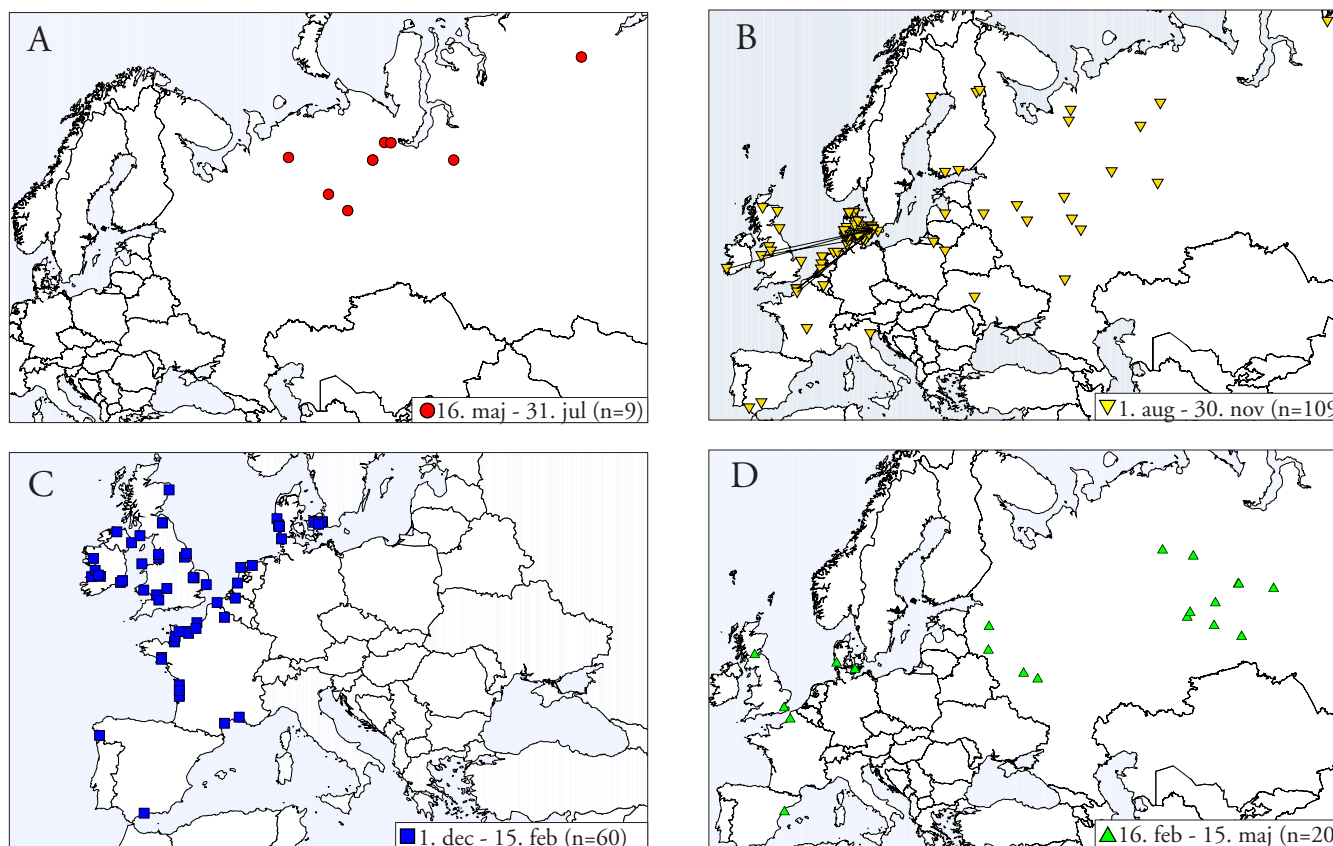 A
16. maj - 31. jul (n=9)
B
1. aug - 30. nov (n=109
C
1. dec - 15. feb (n=60)
D
16. feb - 15. maj (n=20